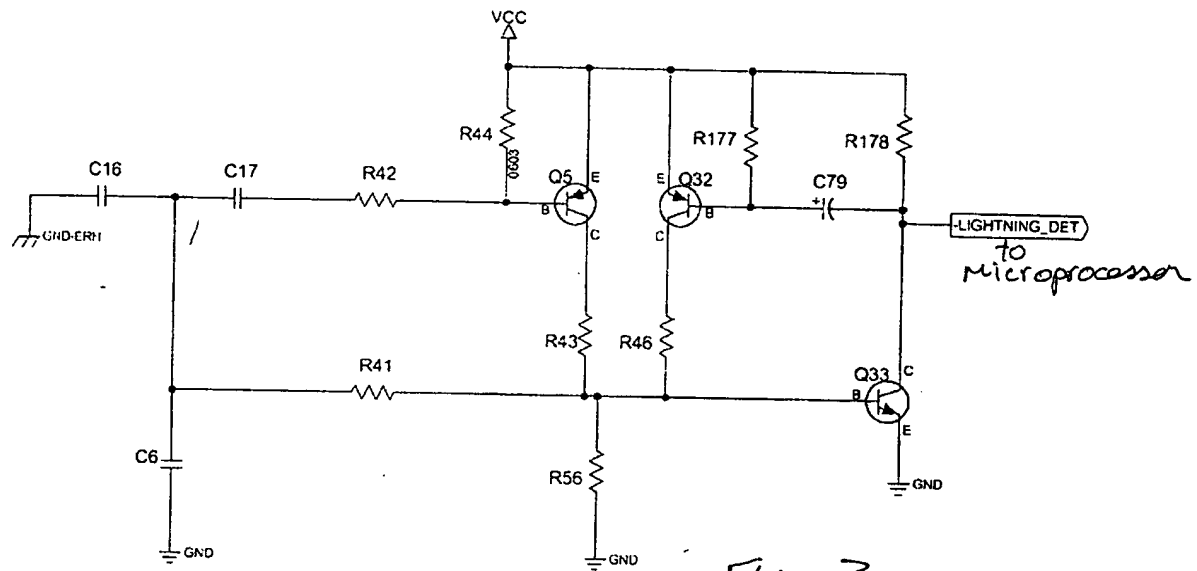 VCC
R44
0603
R177
R178
C16
C17
R42
Q5
E
E
Q32
C79
+
B
B
C
C
GND-ERH
-LIGHTNING_DET
to
Microprocessor
R43
R46
R41
Q33
C
B
E
C6
R56
GND
GND
GND